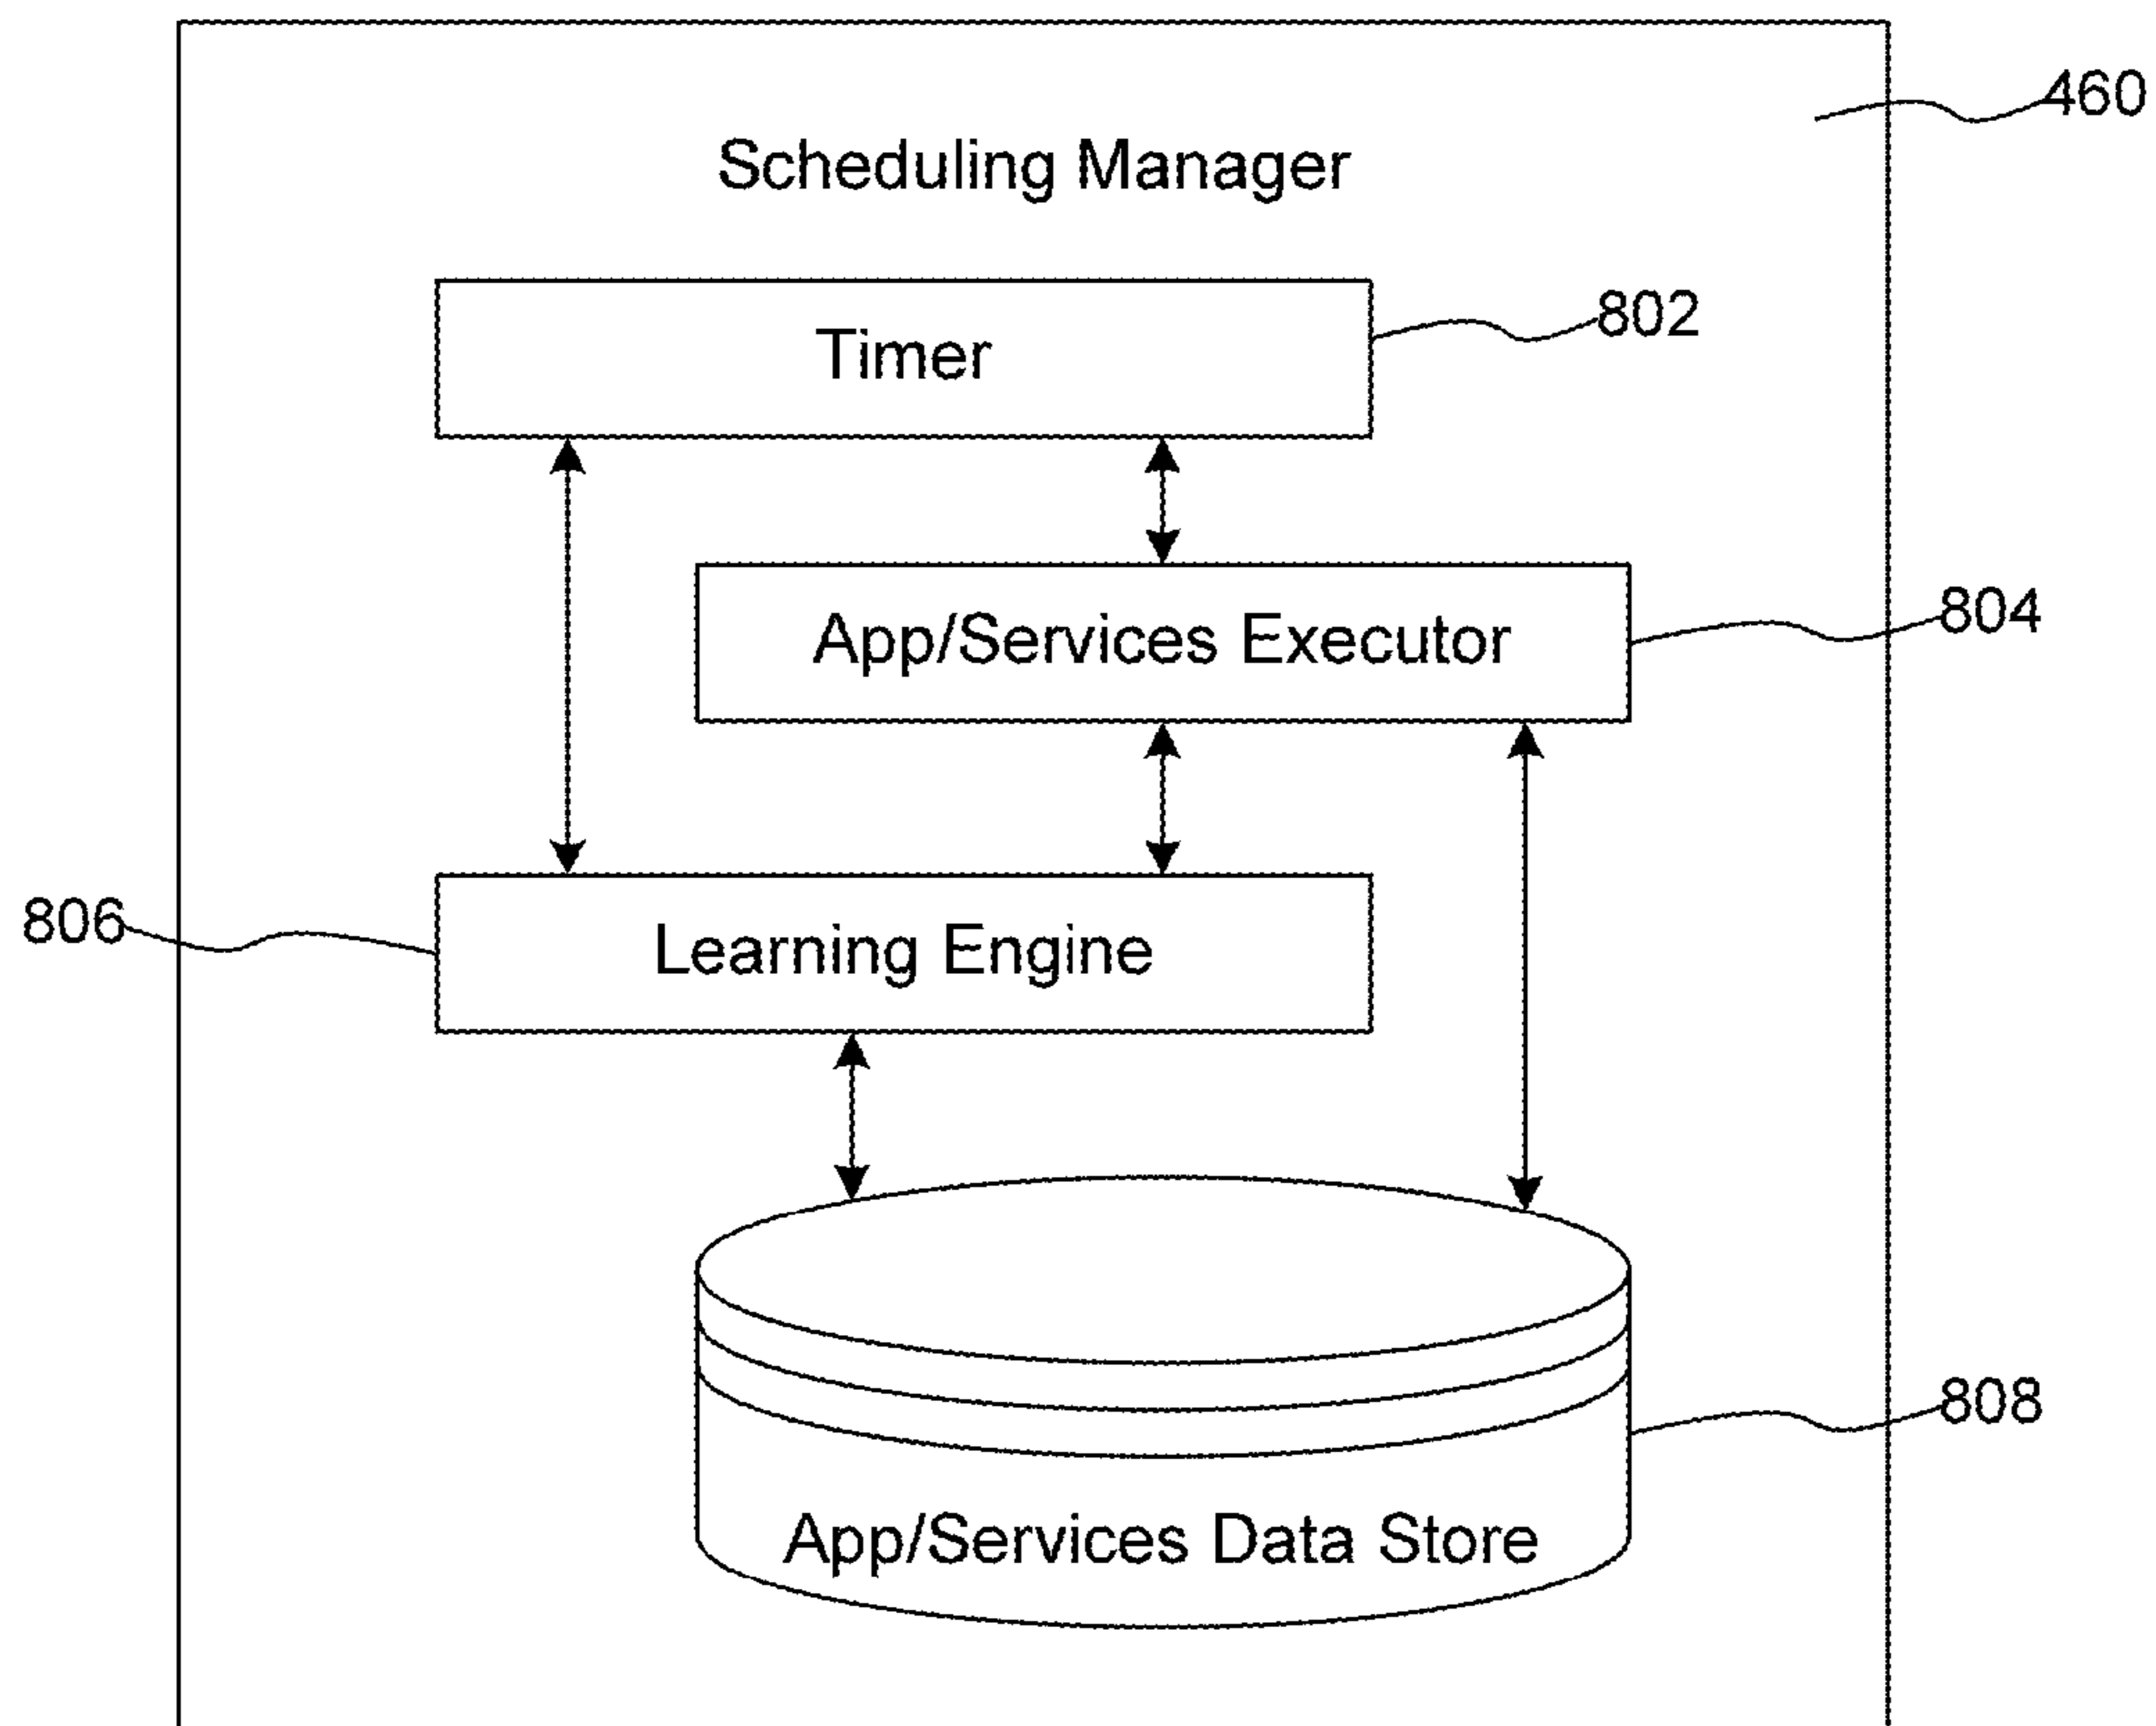 460
Scheduling Manager
802
Timer
804
App/Services Executor
806
Learning Engine
808
App/Services Data Store